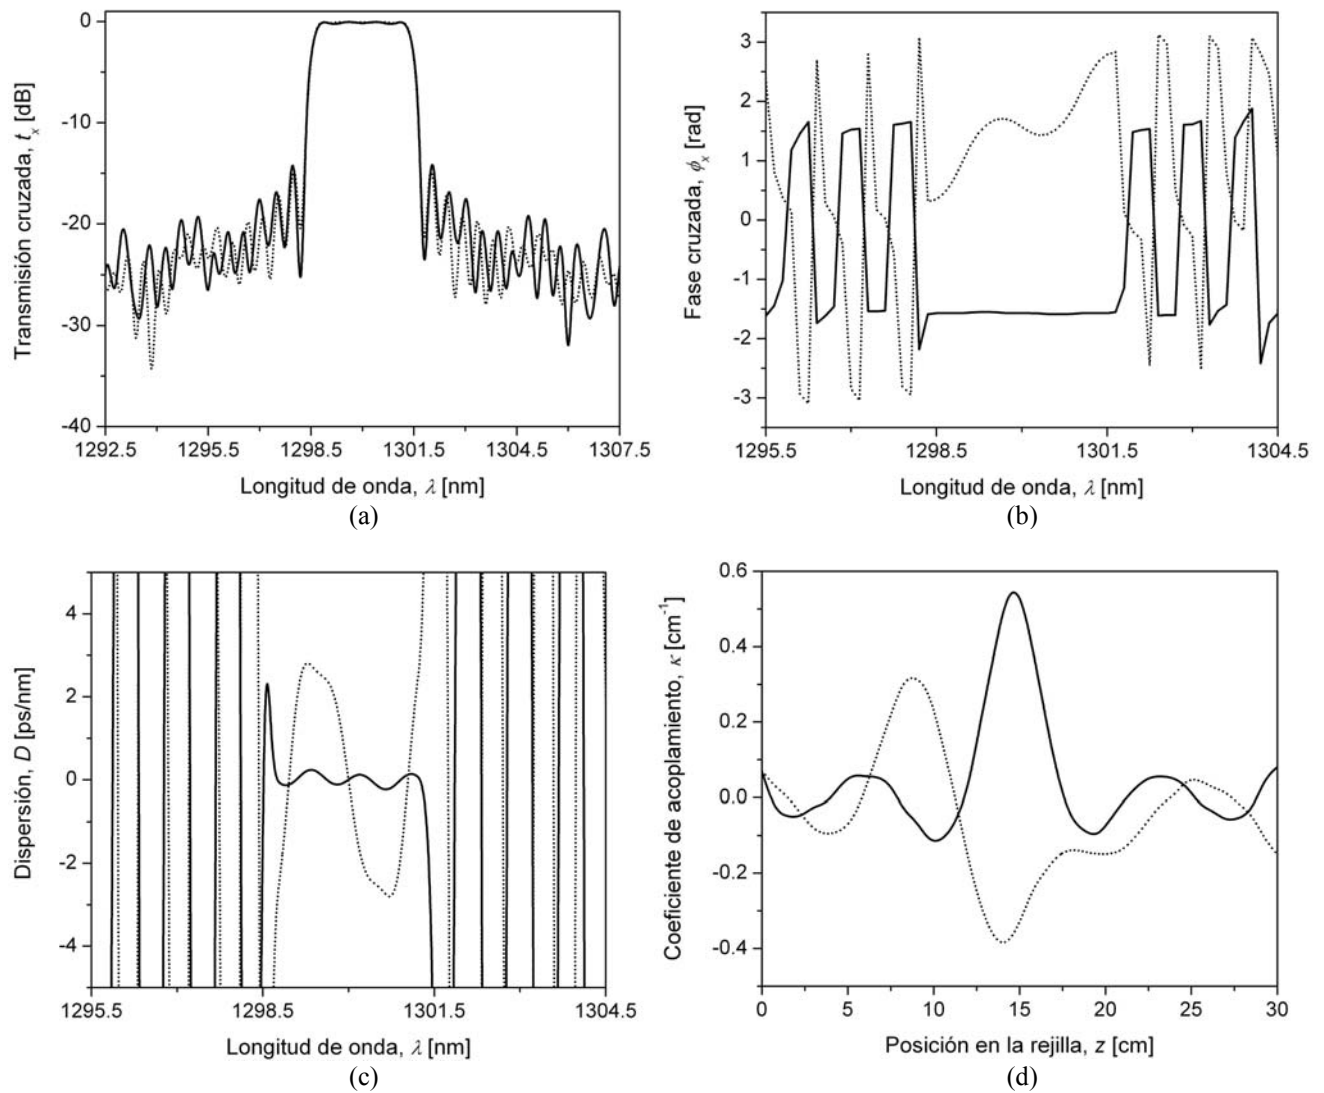 0
-10
-20
-30
-40
Transmisión cruzada, t_x [dB]
1292.5 1295.5 1298.5 1301.5 1304.5 1307.5
Longitud de onda, λ [nm]
(a)
3
2
1
0
-1
-2
-3
Fase cruzada, ϕ_x [rad]
1295.5 1298.5 1301.5 1304.5
Longitud de onda, λ [nm]
(b)
4
2
0
-2
-4
Dispersión, D [ps/nm]
1295.5 1298.5 1301.5 1304.5
Longitud de onda, λ [nm]
(c)
0.6
0.4
0.2
0.0
-0.2
-0.4
Coeficiente de acoplamiento, κ [cm⁻¹]
0 5 10 15 20 25 30
Posición en la rejilla, z [cm]
(d)